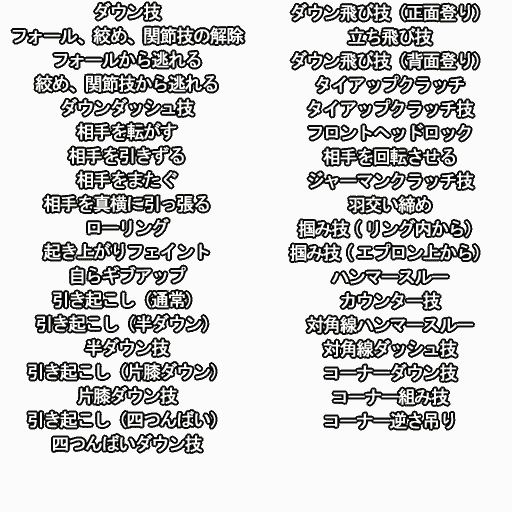 ダウン技
フォール、絞め、関節技の解除
フォールから逃れる
絞め、関節技から逃れる
ダウンダッシュ技
相手を転がす
相手を引きずる
相手をまたぐ
相手を真横に引っ張る
ローリング
起き上がりフェイント
自らギブアップ
引き起こし（通常）
引き起こし（半ダウン）
半ダウン技
引き起こし（片膝ダウン）
片膝ダウン技
引き起こし（四つんばい）
四つんばいダウン技
ダウン飛び技（正面登り）
立ち飛び技
ダウン飛び技（背面登り）
タイアップクラッチ
タイアップクラッチ技
フロントヘッドロック
相手を回転させる
ジャーマンクラッチ技
羽交い締め
掴み技（リング内から）
掴み技（エプロン上から）
ハンマースルー
カウンター技
対角線ハンマースルー
対角線ダッシュ技
コーナーダウン技
コーナー組み技
コーナー逆さ吊り